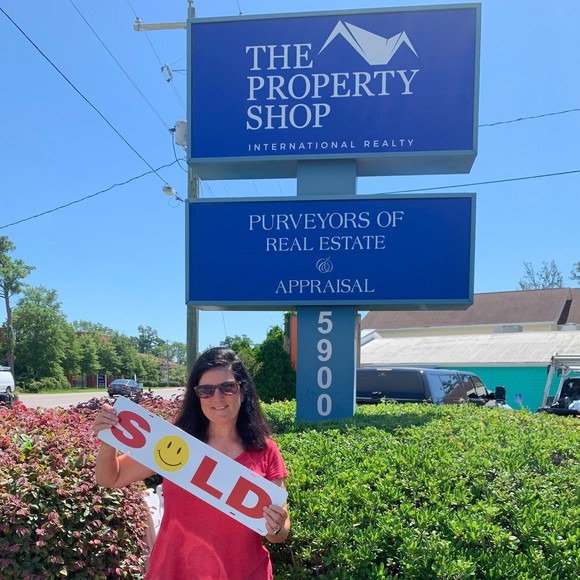 THE
PROPERTY
SHOP
INTERNATIONAL REALTY
PURVEYORS OF
REAL ESTATE
&
APPRAISAL
5900
SOLD